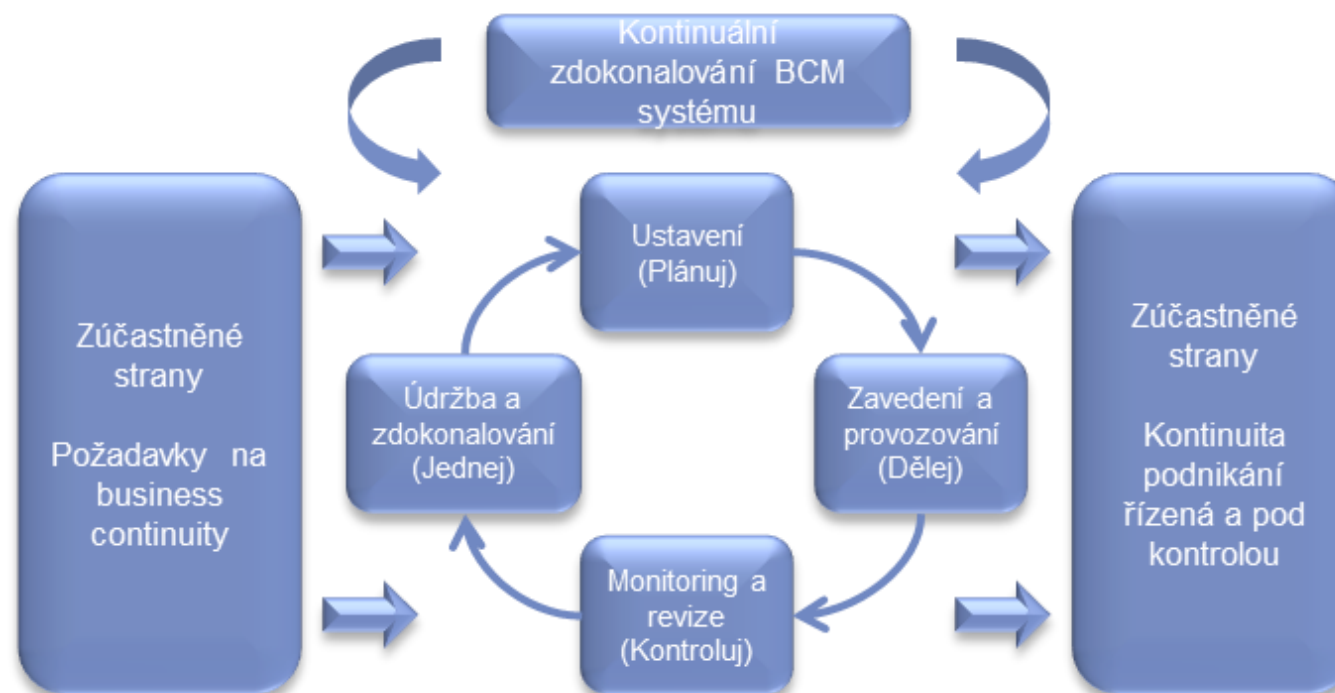 Kontinuální
zdokonalování BCM
systému
Zúčastněné
strany
Požadavky na
business
continuity
Ustavení
(Plánuj)
Údržba a
zdokonalování
(Jednej)
Zavedení a
provozování
(Dělej)
Monitoring a
revize
(Kontroluj)
Zúčastněné
strany
Kontinuita
podnikání
řízená a pod
kontrolou